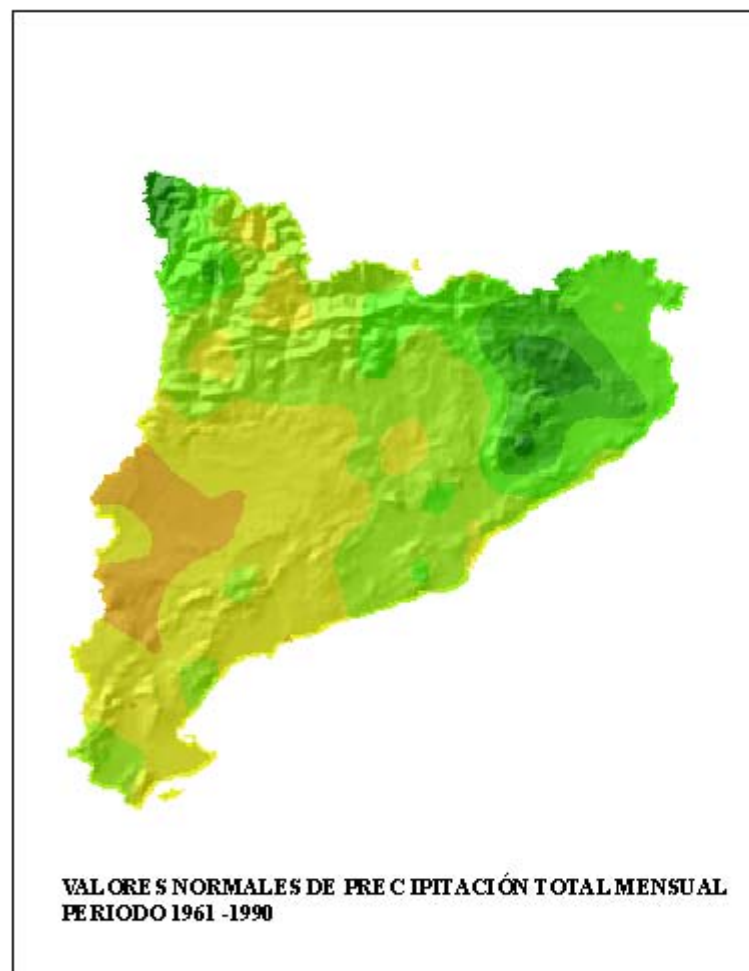 VALORES NORMALES DE PRECIPITACIÓN TOTAL MENSUAL
PERIODO 1961 -1990